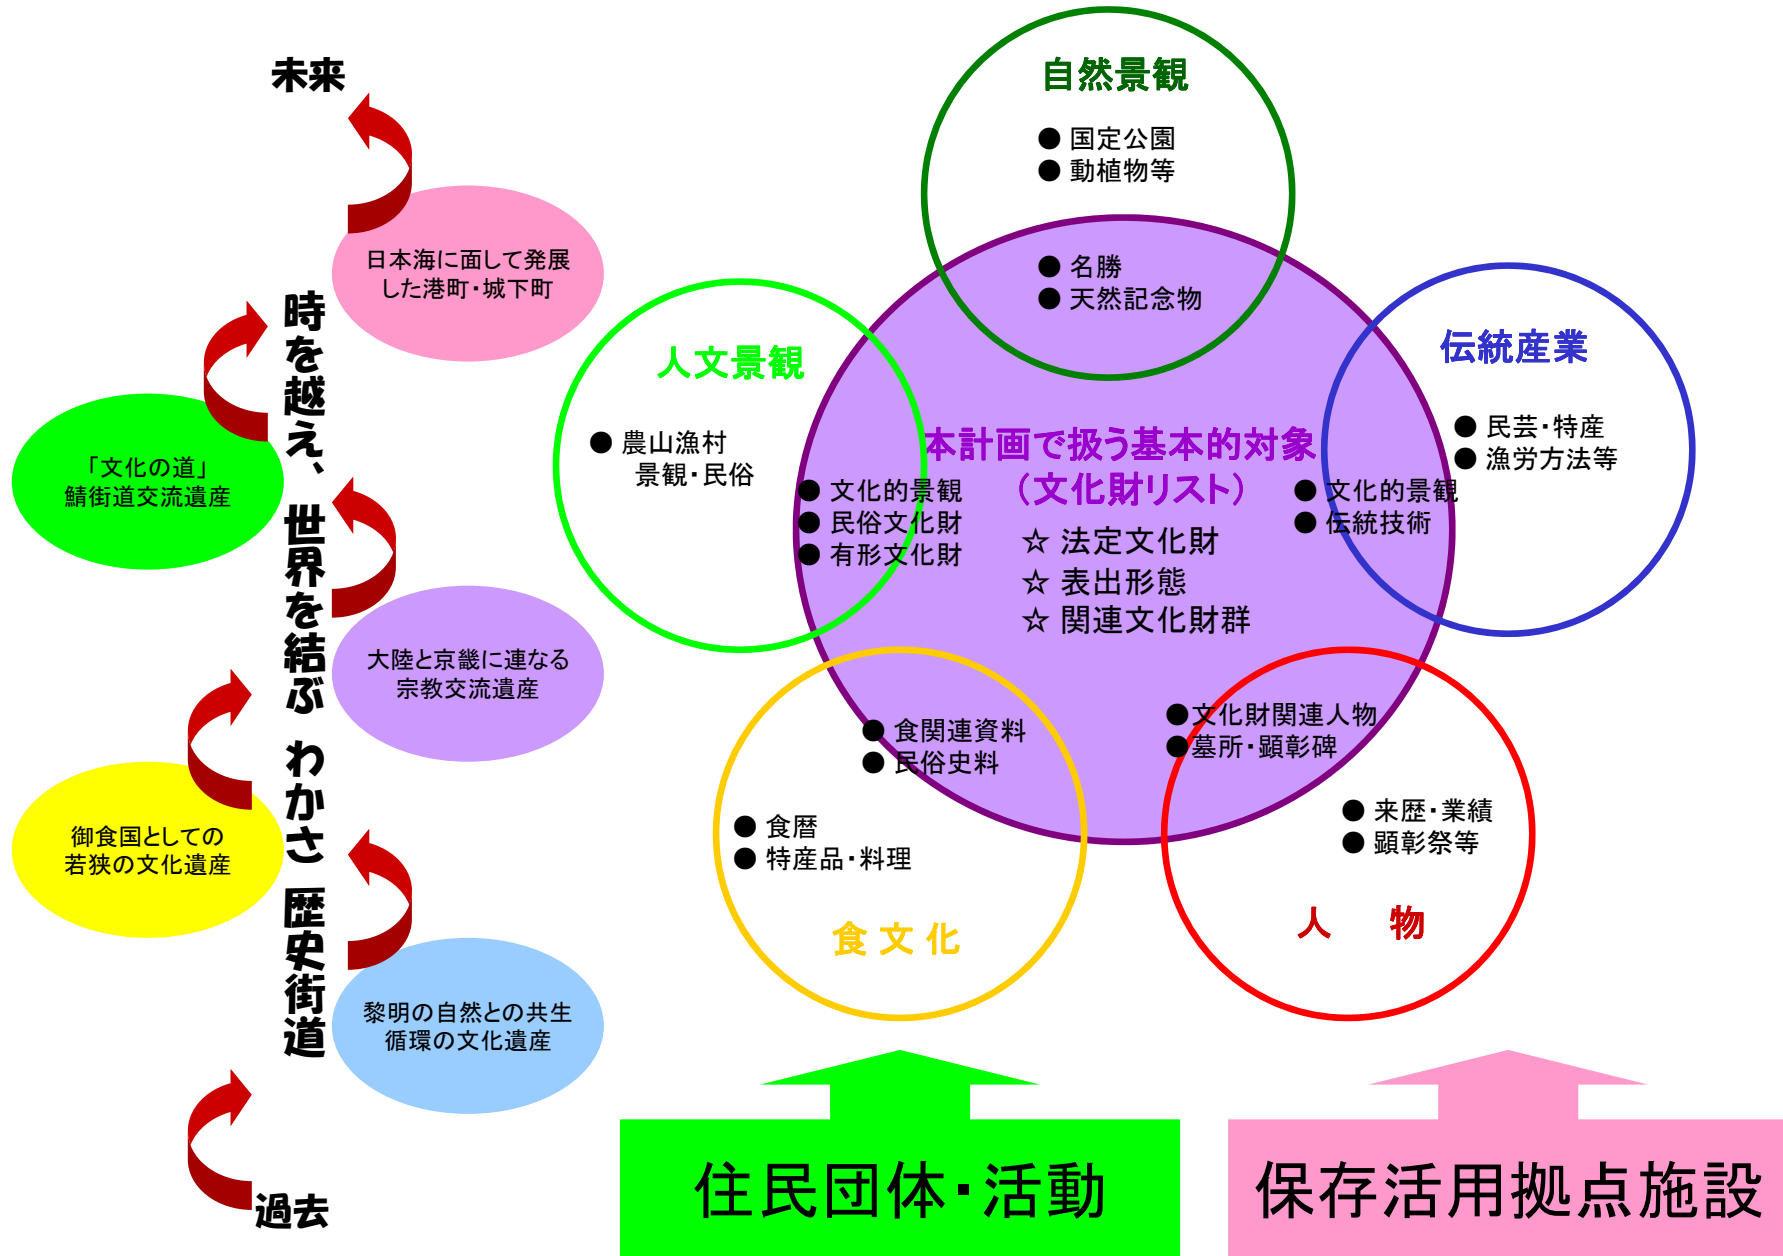 未来
日本海に面して発展
した港町・城下町
「文化の道」
鯖街道交流遺産
大陸と京畿に連なる
宗教交流遺産
御食国としての
若狭の文化遺産
黎明の自然との共生
循環の文化遺産
過去
時を越え、世界を結ぶ わかさ 歴史街道
自然景観
● 国定公園
● 動植物等
● 名勝
● 天然記念物
人文景観
● 農山漁村
景観・民俗
● 文化的景観
● 民俗文化財
● 有形文化財
本計画で扱う基本的対象
（文化財リスト）
☆ 法定文化財
☆ 表出形態
☆ 関連文化財群
伝統産業
● 民芸・特産
● 漁労方法等
● 文化的景観
● 伝統技術
● 食関連資料
● 民俗史料
● 食暦
● 特産品・料理
食文化
●文化財関連人物
●墓所・顕彰碑
● 来歴・業績
● 顕彰祭等
人　物
住民団体・活動
保存活用拠点施設